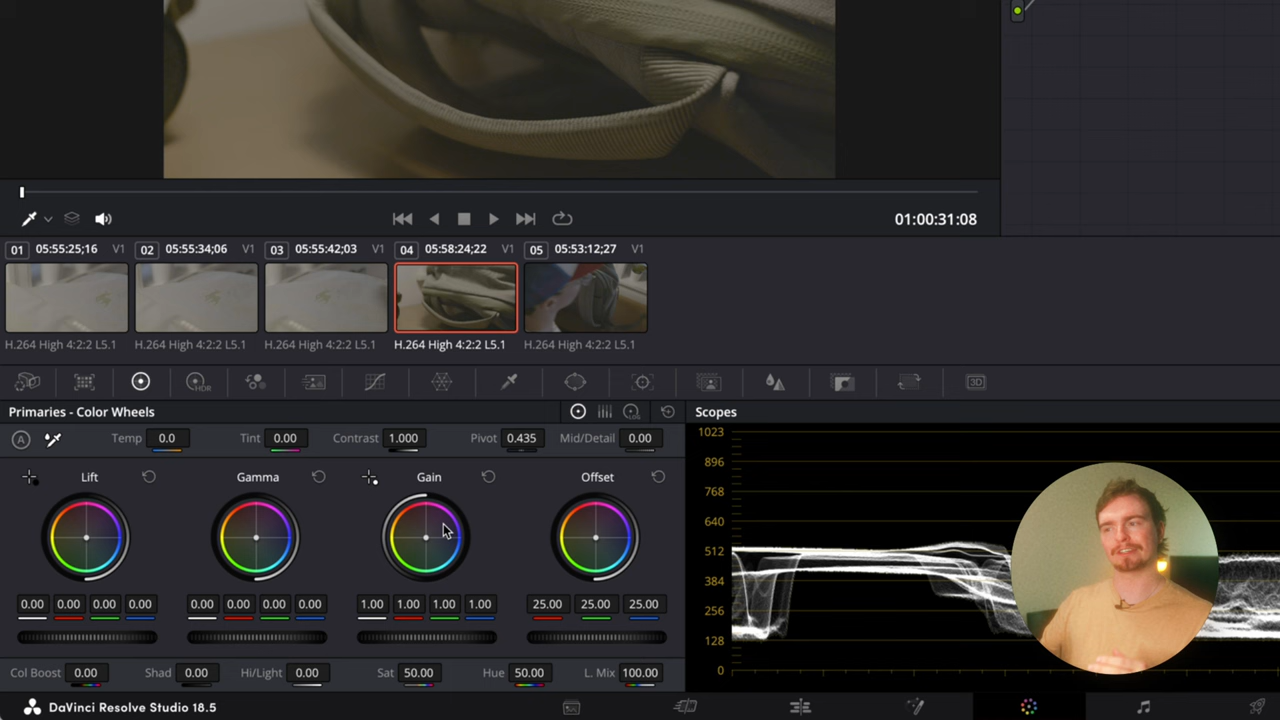 01:00:31:08
01 05:55:25;16 V1 02 05:55:34;06 V1 03 05:55:42;03 V1 04 05:58:24;22 V1 05 05:53:12;27 V1
H.264 High 4:2:2 L5.1 H.264 High 4:2:2 L5.1 H.264 High 4:2:2 L5.1 H.264 High 4:2:2 L5.1 H.264 High 4:2:2 L5.1
HDR 3D
Primaries - Color Wheels LOG Scopes
A Temp 0.0 Tint 0.00 Contrast 1.000 Pivot 0.435 Mid/Detail 0.00
Lift Gamma Gain Offset
0.00 0.00 0.00 0.00 0.00 0.00 0.00 0.00 1.00 1.00 1.00 1.00 25.00 25.00 25.00
Col Boost 0.00 Shad 0.00 Hi/Light 0.00 Sat 50.00 Hue 50.00 L. Mix 100.00
1023
896
768
640
512
384
256
128
0
DaVinci Resolve Studio 18.5